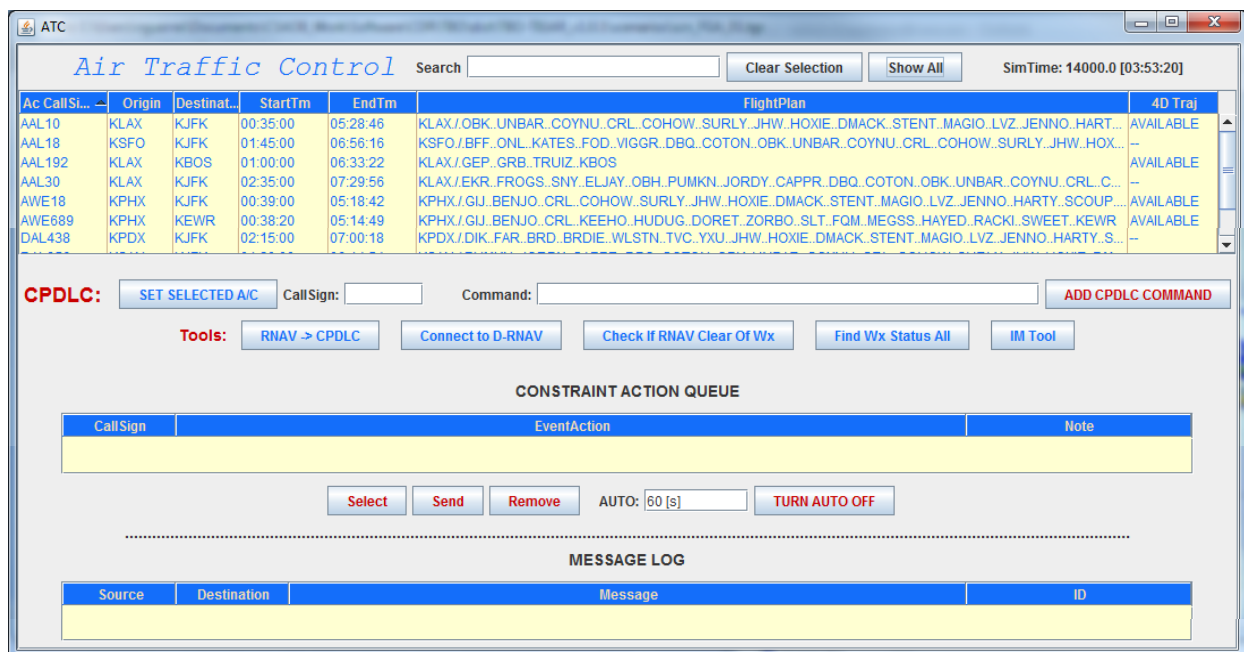 ATC
Air Traffic Control Search Clear Selection Show All SimTime: 14000.0 [03:53:20]
Ac CallSi... Origin Destinat... StartTm EndTm FlightPlan 4D Traj
AAL10 KLAX KJFK 00:35:00 05:28:46 KLAX./.OBK..UNBAR..COYNU..CRL..COHOW..SURLY..JHW..HOXIE..DMACK..STENT..MAGIO..LVZ..JENNO..HART... AVAILABLE
AAL18 KSFO KJFK 01:45:00 06:56:16 KSFO./.BFF..ONL..KATES..FOD..VIGGR..DBQ..COTON..OBK..UNBAR..COYNU..CRL..COHOW..SURLY..JHW..HOX... --
AAL192 KLAX KBOS 01:00:00 06:33:22 KLAX./.GEP..GRB..TRUIZ..KBOS AVAILABLE
AAL30 KLAX KJFK 02:35:00 07:29:56 KLAX./.EKR..FROGS..SNY..ELJAY..OBH..PUMKN..JORDY..CAPPR..DBQ..COTON..OBK..UNBAR..COYNU..CRL..C... --
AWE18 KPHX KJFK 00:39:00 05:18:42 KPHX./.GIJ..BENJO..CRL..COHOW..SURLY..JHW..HOXIE..DMACK..STENT..MAGIO..LVZ..JENNO..HARTY..SCOUP.... AVAILABLE
AWE689 KPHX KEWR 00:38:20 05:14:49 KPHX./.GIJ..BENJO..CRL..KEEHO..HUDUG..DORET..ZORBO..SLT..FQM..MEGSS..HAYED..RACKI..SWEET..KEWR AVAILABLE
DAL438 KPDX KJFK 02:15:00 07:00:18 KPDX./.DIK..FAR..BRD..BRDIE..WLSTN..TVC..YXU..JHW..HOXIE..DMACK..STENT..MAGIO..LVZ..JENNO..HARTY..S... --
CPDLC: SET SELECTED A/C CallSign: Command: ADD CPDLC COMMAND
Tools: RNAV -> CPDLC Connect to D-RNAV Check If RNAV Clear Of Wx Find Wx Status All IM Tool
CONSTRAINT ACTION QUEUE
CallSign EventAction Note
Select Send Remove AUTO: 60 [s] TURN AUTO OFF
MESSAGE LOG
Source Destination Message ID